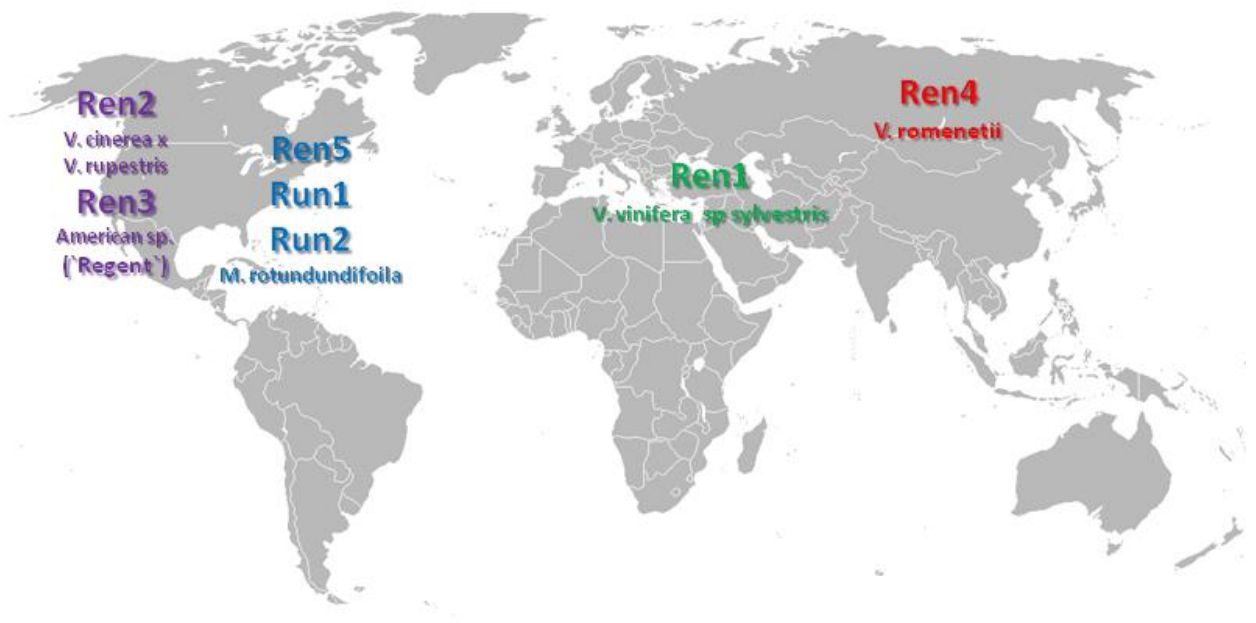 Ren2
V. cinerea x
V. rupestris
Ren3
American sp.
(`Regent`)
Ren5
Run1
Run2
M. rotundundifoila
Ren1
V. vinifera sp sylvestris
Ren4
V. romenetii